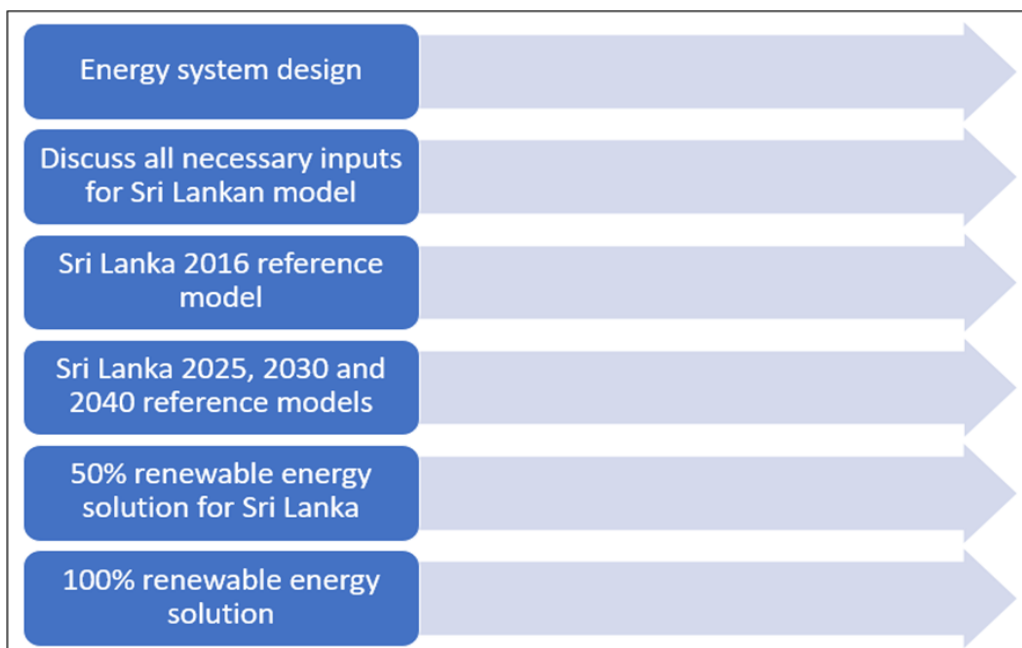 Energy system design
Discuss all necessary inputs
for Sri Lankan model
Sri Lanka 2016 reference
model
Sri Lanka 2025, 2030 and
2040 reference models
50% renewable energy
solution for Sri Lanka
100% renewable energy
solution